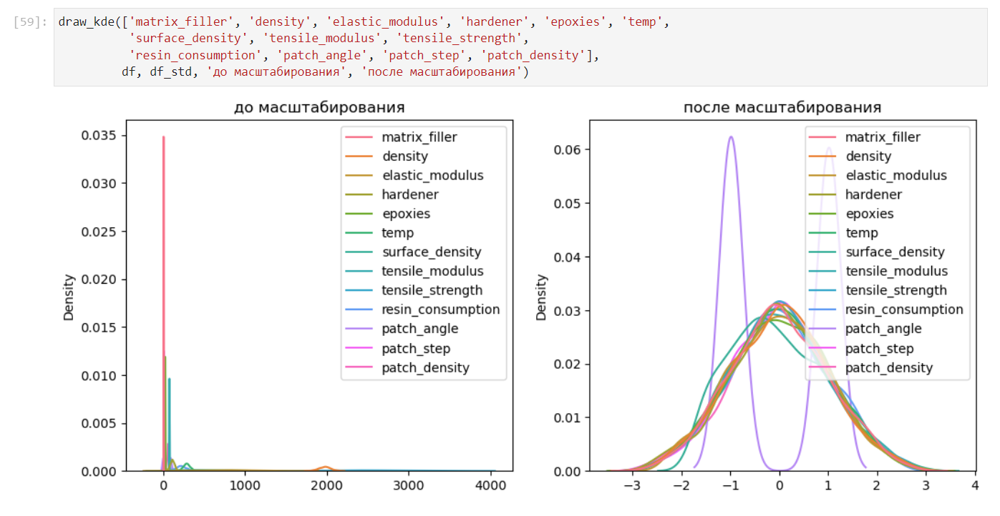 [59]: draw_kde(['matrix_filler', 'density', 'elastic_modulus', 'hardener', 'epoxies', 'temp',
'surface_density', 'tensile_modulus', 'tensile_strength',
'resin_consumption', 'patch_angle', 'patch_step', 'patch_density'],
df, df_std, 'до масштабирования', 'после масштабирования')
до масштабирования
Density
0.035
0.030
0.025
0.020
0.015
0.010
0.005
0.000
matrix_filler
density
elastic_modulus
hardener
epoxies
temp
surface_density
tensile_modulus
tensile_strength
resin_consumption
patch_angle
patch_step
patch_density
0 1000 2000 3000 4000
после масштабирования
Density
0.06
0.05
0.04
0.03
0.02
0.01
0.00
matrix_filler
density
elastic_modulus
hardener
epoxies
temp
surface_density
tensile_modulus
tensile_strength
resin_consumption
patch_angle
patch_step
patch_density
−3 −2 −1 0 1 2 3 4